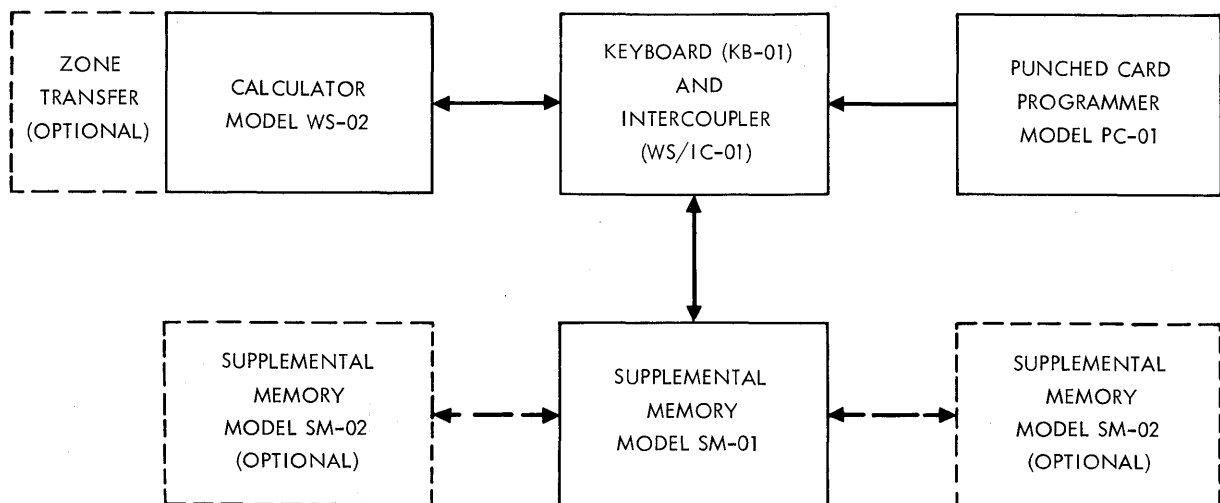 ZONE
TRANSFER
(OPTIONAL)
CALCULATOR
MODEL WS-02
KEYBOARD (KB-01)
AND
INTERCOUPLER
(WS/IC-01)
PUNCHED CARD
PROGRAMMER
MODEL PC-01
SUPPLEMENTAL
MEMORY
MODEL SM-02
(OPTIONAL)
SUPPLEMENTAL
MEMORY
MODEL SM-01
SUPPLEMENTAL
MEMORY
MODEL SM-02
(OPTIONAL)